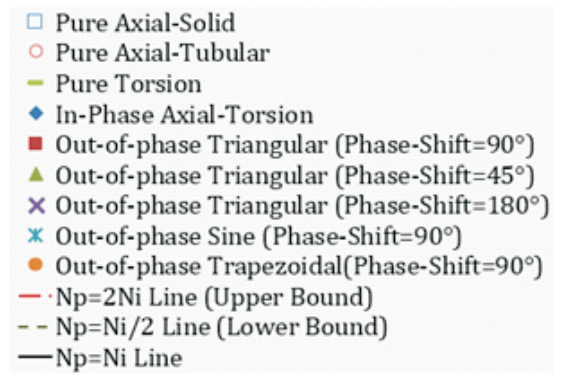 Pure Axial-Solid
Pure Axial-Tubular
Pure Torsion
In-Phase Axial-Torsion
Out-of-phase Triangular (Phase-Shift=90°)
Out-of-phase Triangular (Phase-Shift=45°)
Out-of-phase Triangular (Phase-Shift=180°)
Out-of-phase Sine (Phase-Shift=90°)
Out-of-phase Trapezoidal(Phase-Shift=90°)
Np=2Ni Line (Upper Bound)
Np=Ni/2 Line (Lower Bound)
Np=Ni Line